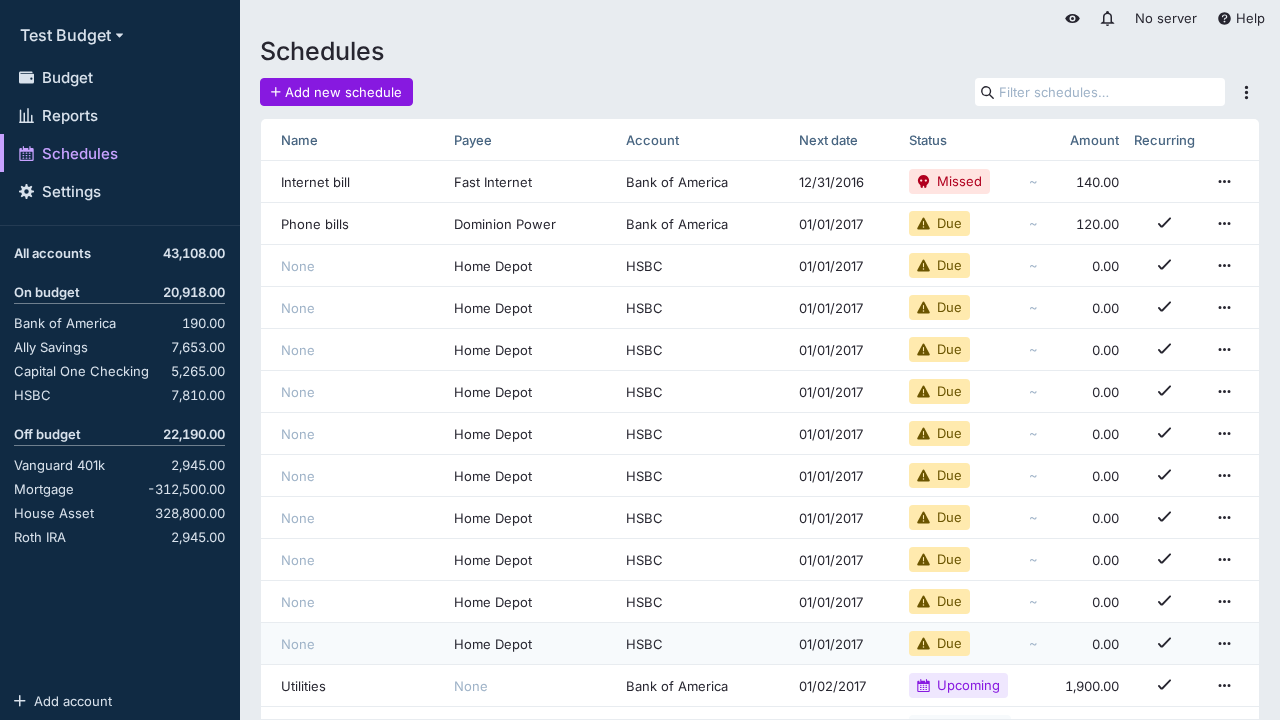 Test Budget
Budget
Reports
Schedules
Settings
All accounts 43,108.00
On budget 20,918.00
Bank of America 190.00
Ally Savings 7,653.00
Capital One Checking 5,265.00
HSBC 7,810.00
Off budget 22,190.00
Vanguard 401k 2,945.00
Mortgage -312,500.00
House Asset 328,800.00
Roth IRA 2,945.00
Add account
No server Help
Schedules
Add new schedule
Filter schedules...
Name Payee Account Next date Status Amount Recurring
Internet bill Fast Internet Bank of America 12/31/2016 Missed ~ 140.00
Phone bills Dominion Power Bank of America 01/01/2017 Due ~ 120.00
None Home Depot HSBC 01/01/2017 Due ~ 0.00
None Home Depot HSBC 01/01/2017 Due ~ 0.00
None Home Depot HSBC 01/01/2017 Due ~ 0.00
None Home Depot HSBC 01/01/2017 Due ~ 0.00
None Home Depot HSBC 01/01/2017 Due ~ 0.00
None Home Depot HSBC 01/01/2017 Due ~ 0.00
None Home Depot HSBC 01/01/2017 Due ~ 0.00
None Home Depot HSBC 01/01/2017 Due ~ 0.00
None Home Depot HSBC 01/01/2017 Due ~ 0.00
None Home Depot HSBC 01/01/2017 Due ~ 0.00
Utilities None Bank of America 01/02/2017 Upcoming 1,900.00